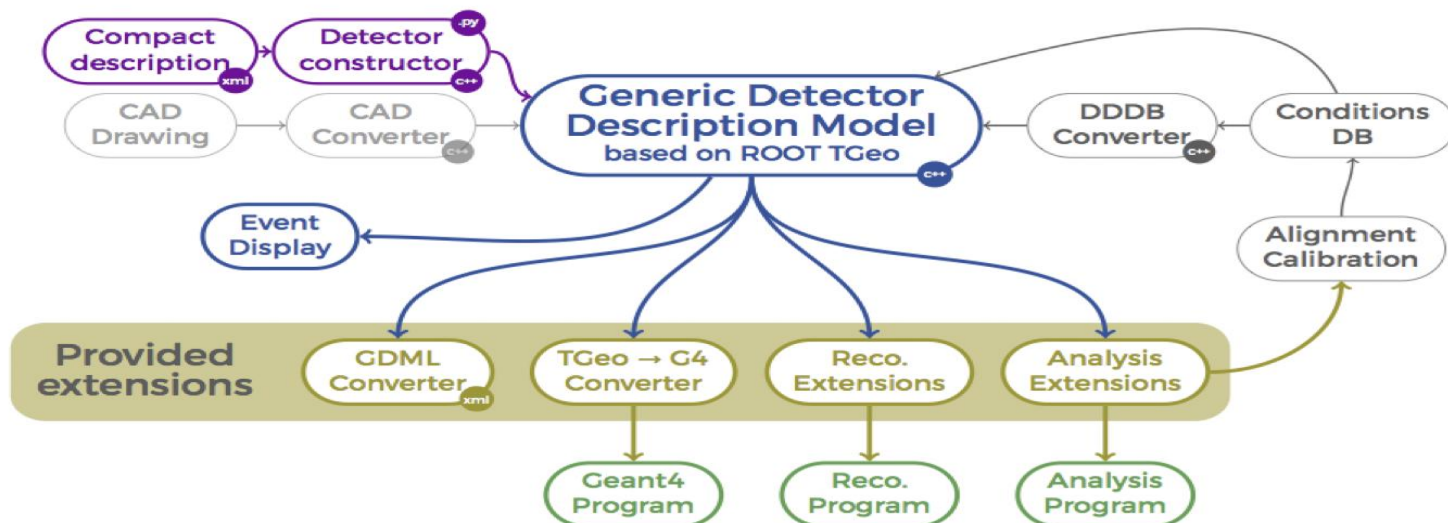 .py
Compact
description
xml
Detector
constructor
c++
CAD
Drawing
CAD
Converter
c++
Generic Detector
Description Model
based on ROOT TGeo
c++
DDDB
Converter
c++
Conditions
DB
Event
Display
Alignment
Calibration
Provided
extensions
GDML
Converter
xml
TGeo → G4
Converter
Reco.
Extensions
Analysis
Extensions
Geant4
Program
Reco.
Program
Analysis
Program